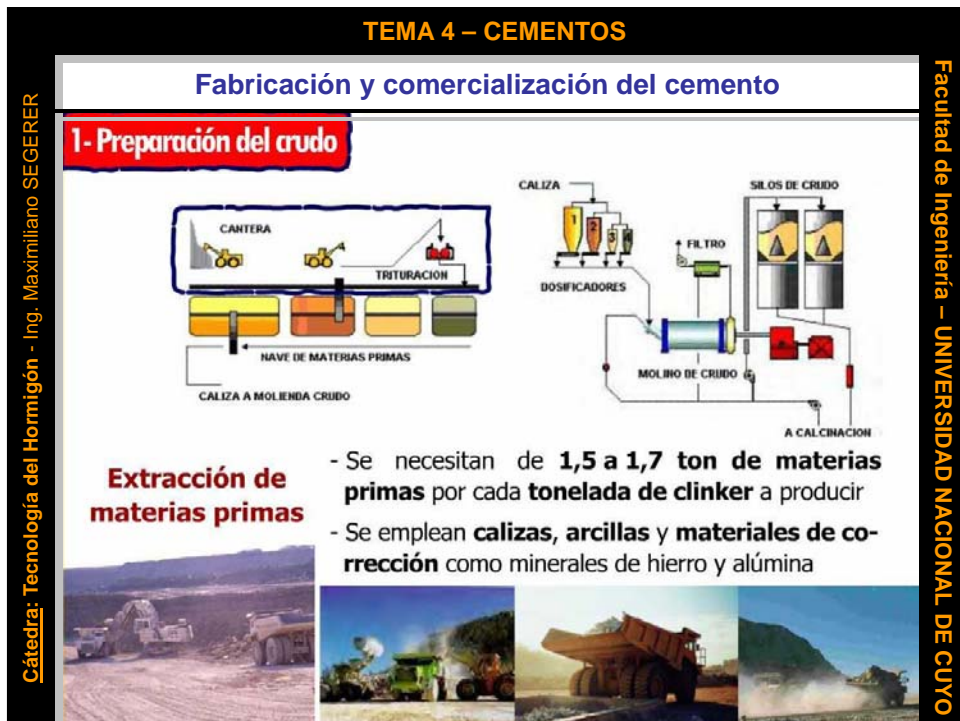 TEMA 4 – CEMENTOS
Fabricación y comercialización del cemento
Cátedra: Tecnología del Hormigón - Ing. Maximiliano SEGERER
Facultad de Ingeniería – UNIVERSIDAD NACIONAL DE CUYO
1- Preparación del crudo
CANTERA
TRITURACION
NAVE DE MATERIAS PRIMAS
CALIZA A MOLIENDA CRUDO
CALIZA
SILOS DE CRUDO
1
2
3
4
FILTRO
DOSIFICADORES
MOLINO DE CRUDO
A CALCINACION
Extracción de
materias primas
- Se necesitan de 1,5 a 1,7 ton de materias
primas por cada tonelada de clinker a producir
- Se emplean calizas, arcillas y materiales de co-
rrección como minerales de hierro y alúmina